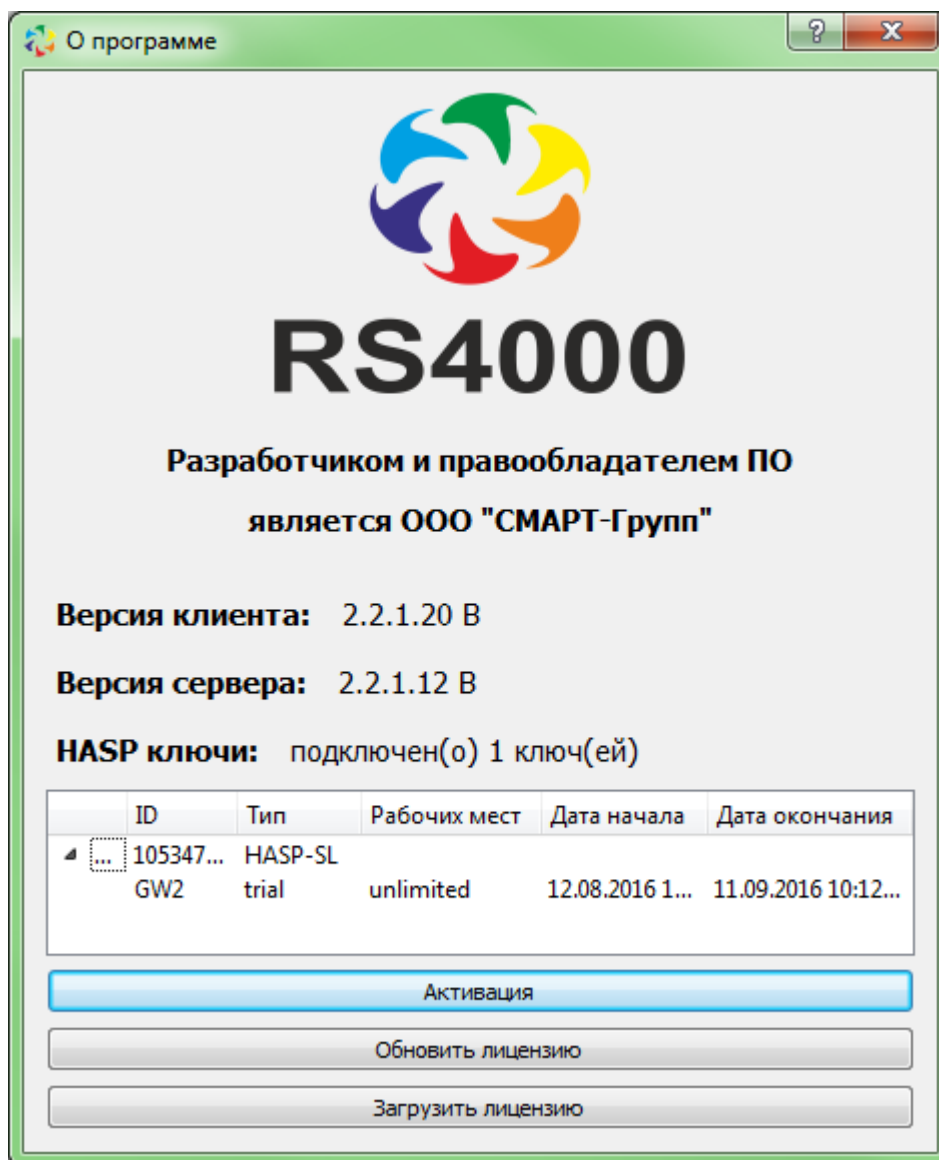 О программе
RS4000
Разработчиком и правообладателем ПО
является ООО "СМАРТ-Групп"
Версия клиента: 2.2.1.20 B
Версия сервера: 2.2.1.12 B
HASP ключи: подключен(о) 1 ключ(ей)
ID Тип Рабочих мест Дата начала Дата окончания
... 105347... HASP-SL
GW2 trial unlimited 12.08.2016 1... 11.09.2016 10:12...
Активация
Обновить лицензию
Загрузить лицензию